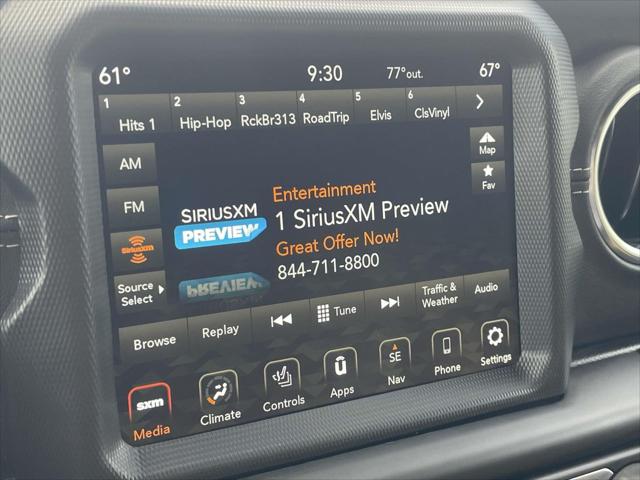 61° 9:30 77°out. 67°
1 2 3 4 5 6
Hits 1 Hip-Hop RckBr313 RoadTrip Elvis ClsVinyl
AM
Map
FM
Fav
SIRIUSXM
PREVIEW
Entertainment
1 SiriusXM Preview
Great Offer Now!
844-711-8800
SiriusXM
Source
Select
Browse Replay Tune Traffic & Weather Audio
sxm
SE
Media Climate Controls Apps Nav Phone Settings